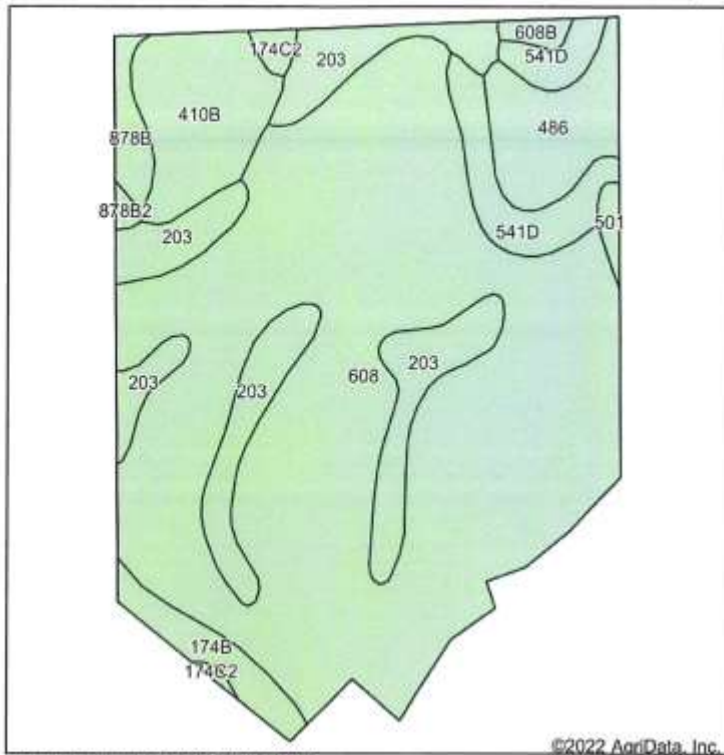 608B
174C2
203
541D
410B
486
878B
878B2
203
501
541D
203
203
608
203
174B
174C2
©2022 AgriData, Inc.